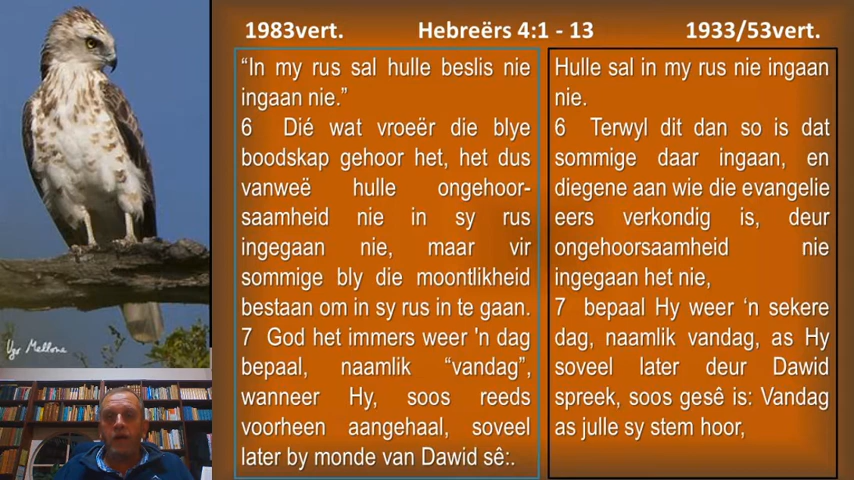 1983vert. Hebreërs 4:1 - 13 1933/53vert.
“In my rus sal hulle beslis nie
ingaan nie.”
6 Dié wat vroeër die blye
boodskap gehoor het, het dus
vanweë hulle ongehoor-
saamheid nie in sy rus
ingegaan nie, maar vir
sommige bly die moontlikheid
bestaan om in sy rus in te gaan.
7 God het immers weer 'n dag
bepaal, naamlik “vandag”,
wanneer Hy, soos reeds
voorheen aangehaal, soveel
later by monde van Dawid sê:.
Hulle sal in my rus nie ingaan
nie.
6 Terwyl dit dan so is dat
sommige daar ingaan, en
diegene aan wie die evangelie
eers verkondig is, deur
ongehoorsaamheid nie
ingegaan het nie,
7 bepaal Hy weer ‘n sekere
dag, naamlik vandag, as Hy
soveel later deur Dawid
spreek, soos gesê is: Vandag
as julle sy stem hoor,